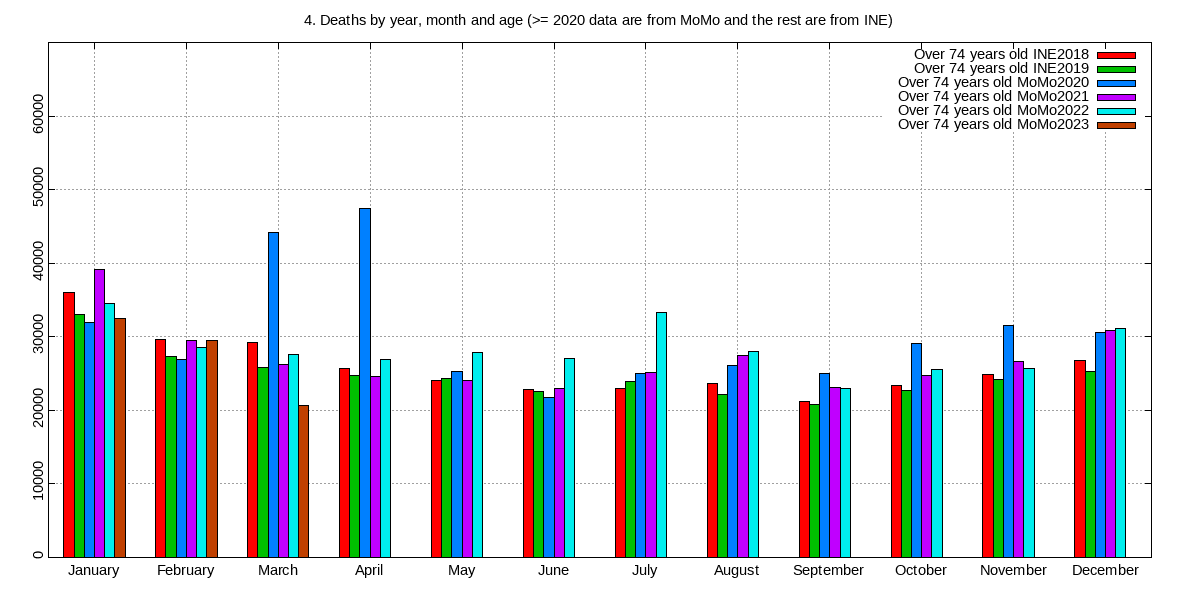 4. Deaths by year, month and age (>= 2020 data are from MoMo and the rest are from INE)
Over 74 years old INE2018
Over 74 years old INE2019
Over 74 years old MoMo2020
Over 74 years old MoMo2021
Over 74 years old MoMo2022
Over 74 years old MoMo2023
60000
50000
40000
30000
20000
10000
0
January February March April May June July August September October November December